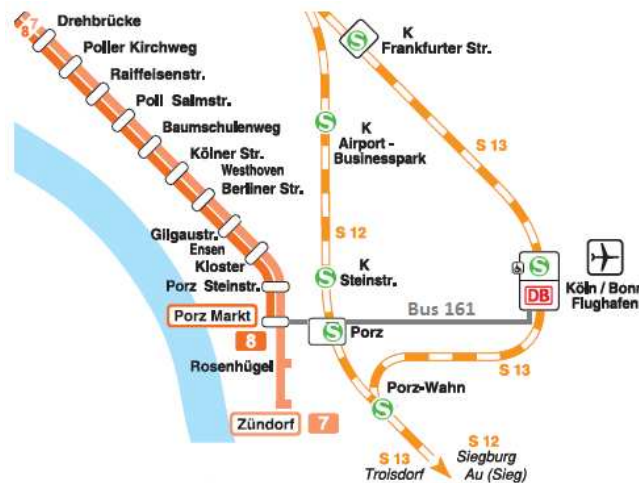 7
8
Drehbrücke
Poller Kirchweg
Raiffeisenstr.
Poll Salmstr.
Baumschulenweg
Kölner Str.
Westhoven
Berliner Str.
Gilgaustr.
Ensen
Kloster
Porz Steinstr.
Porz Markt
8
Rosenhügel
Zündorf 7
K
Frankfurter Str.
S
S
K
Airport -
Businesspark
S 13
S 12
S
K
Steinstr.
S
DB
Köln / Bonn
Flughafen
Bus 161
S
Porz
S 13
Porz-Wahn
S
S 13
Troisdorf
S 12
Siegburg
Au (Sieg)